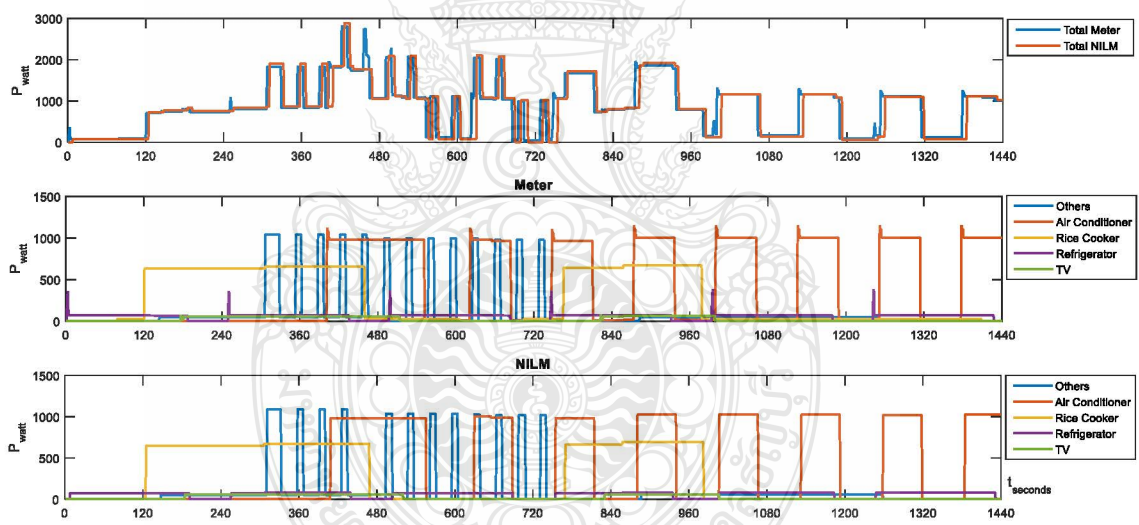 3000
2000
1000
0
P watt
Total Meter
Total NILM
0 120 240 360 480 600 720 840 960 1080 1200 1320 1440
Meter
1500
1000
500
0
P watt
Others
Air Conditioner
Rice Cooker
Refrigerator
TV
0 120 240 360 480 600 720 840 960 1080 1200 1320 1440
NILM
1500
1000
500
0
P watt
Others
Air Conditioner
Rice Cooker
Refrigerator
TV
t seconds
0 120 240 360 480 600 720 840 960 1080 1200 1320 1440